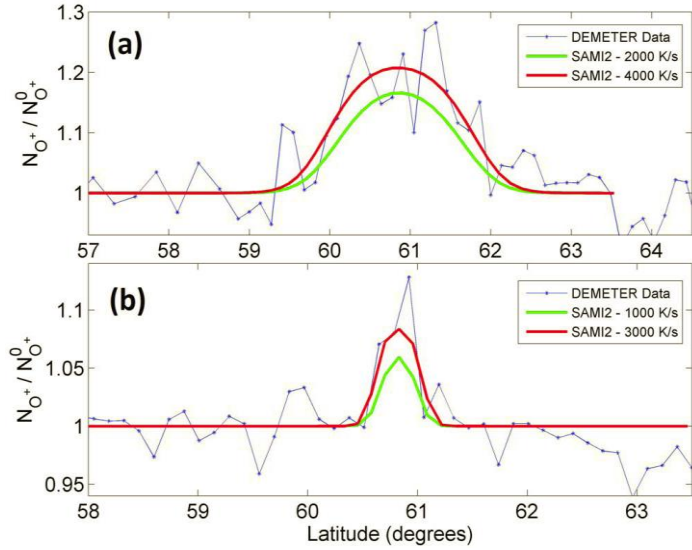 1.3
(a)
DEMETER Data
SAMI2 - 2000 K/s
SAMI2 - 4000 K/s
1.2
N_O+ / N^0_O+
1.1
1
57 58 59 60 61 62 63 64
(b)
DEMETER Data
SAMI2 - 1000 K/s
SAMI2 - 3000 K/s
1.1
N_O+ / N^0_O+
1.05
1
0.95
58 59 60 61 62 63
Latitude (degrees)